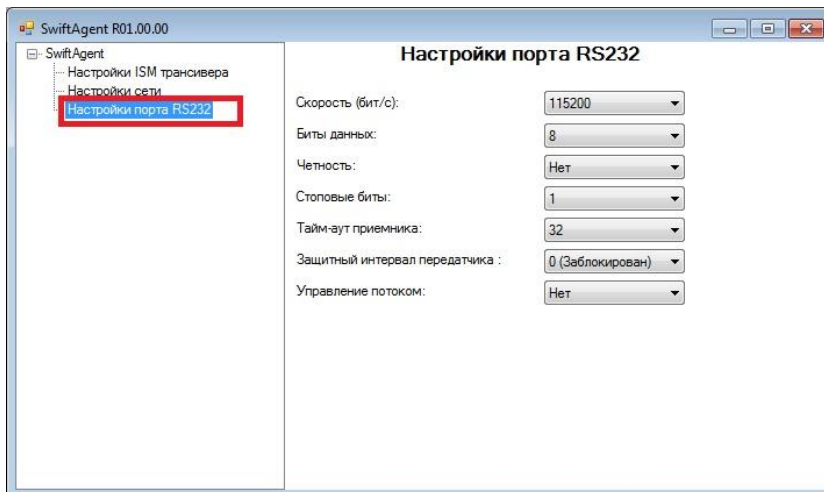 SwiftAgent R01.00.00
SwiftAgent
Настройки ISM трансивера
Настройки сети
Настройки порта RS232
Настройки порта RS232
Скорость (бит/с): 115200
Биты данных: 8
Четность: Нет
Стоповые биты: 1
Тайм-аут приемника: 32
Защитный интервал передатчика : 0 (Заблокирован)
Управление потоком: Нет